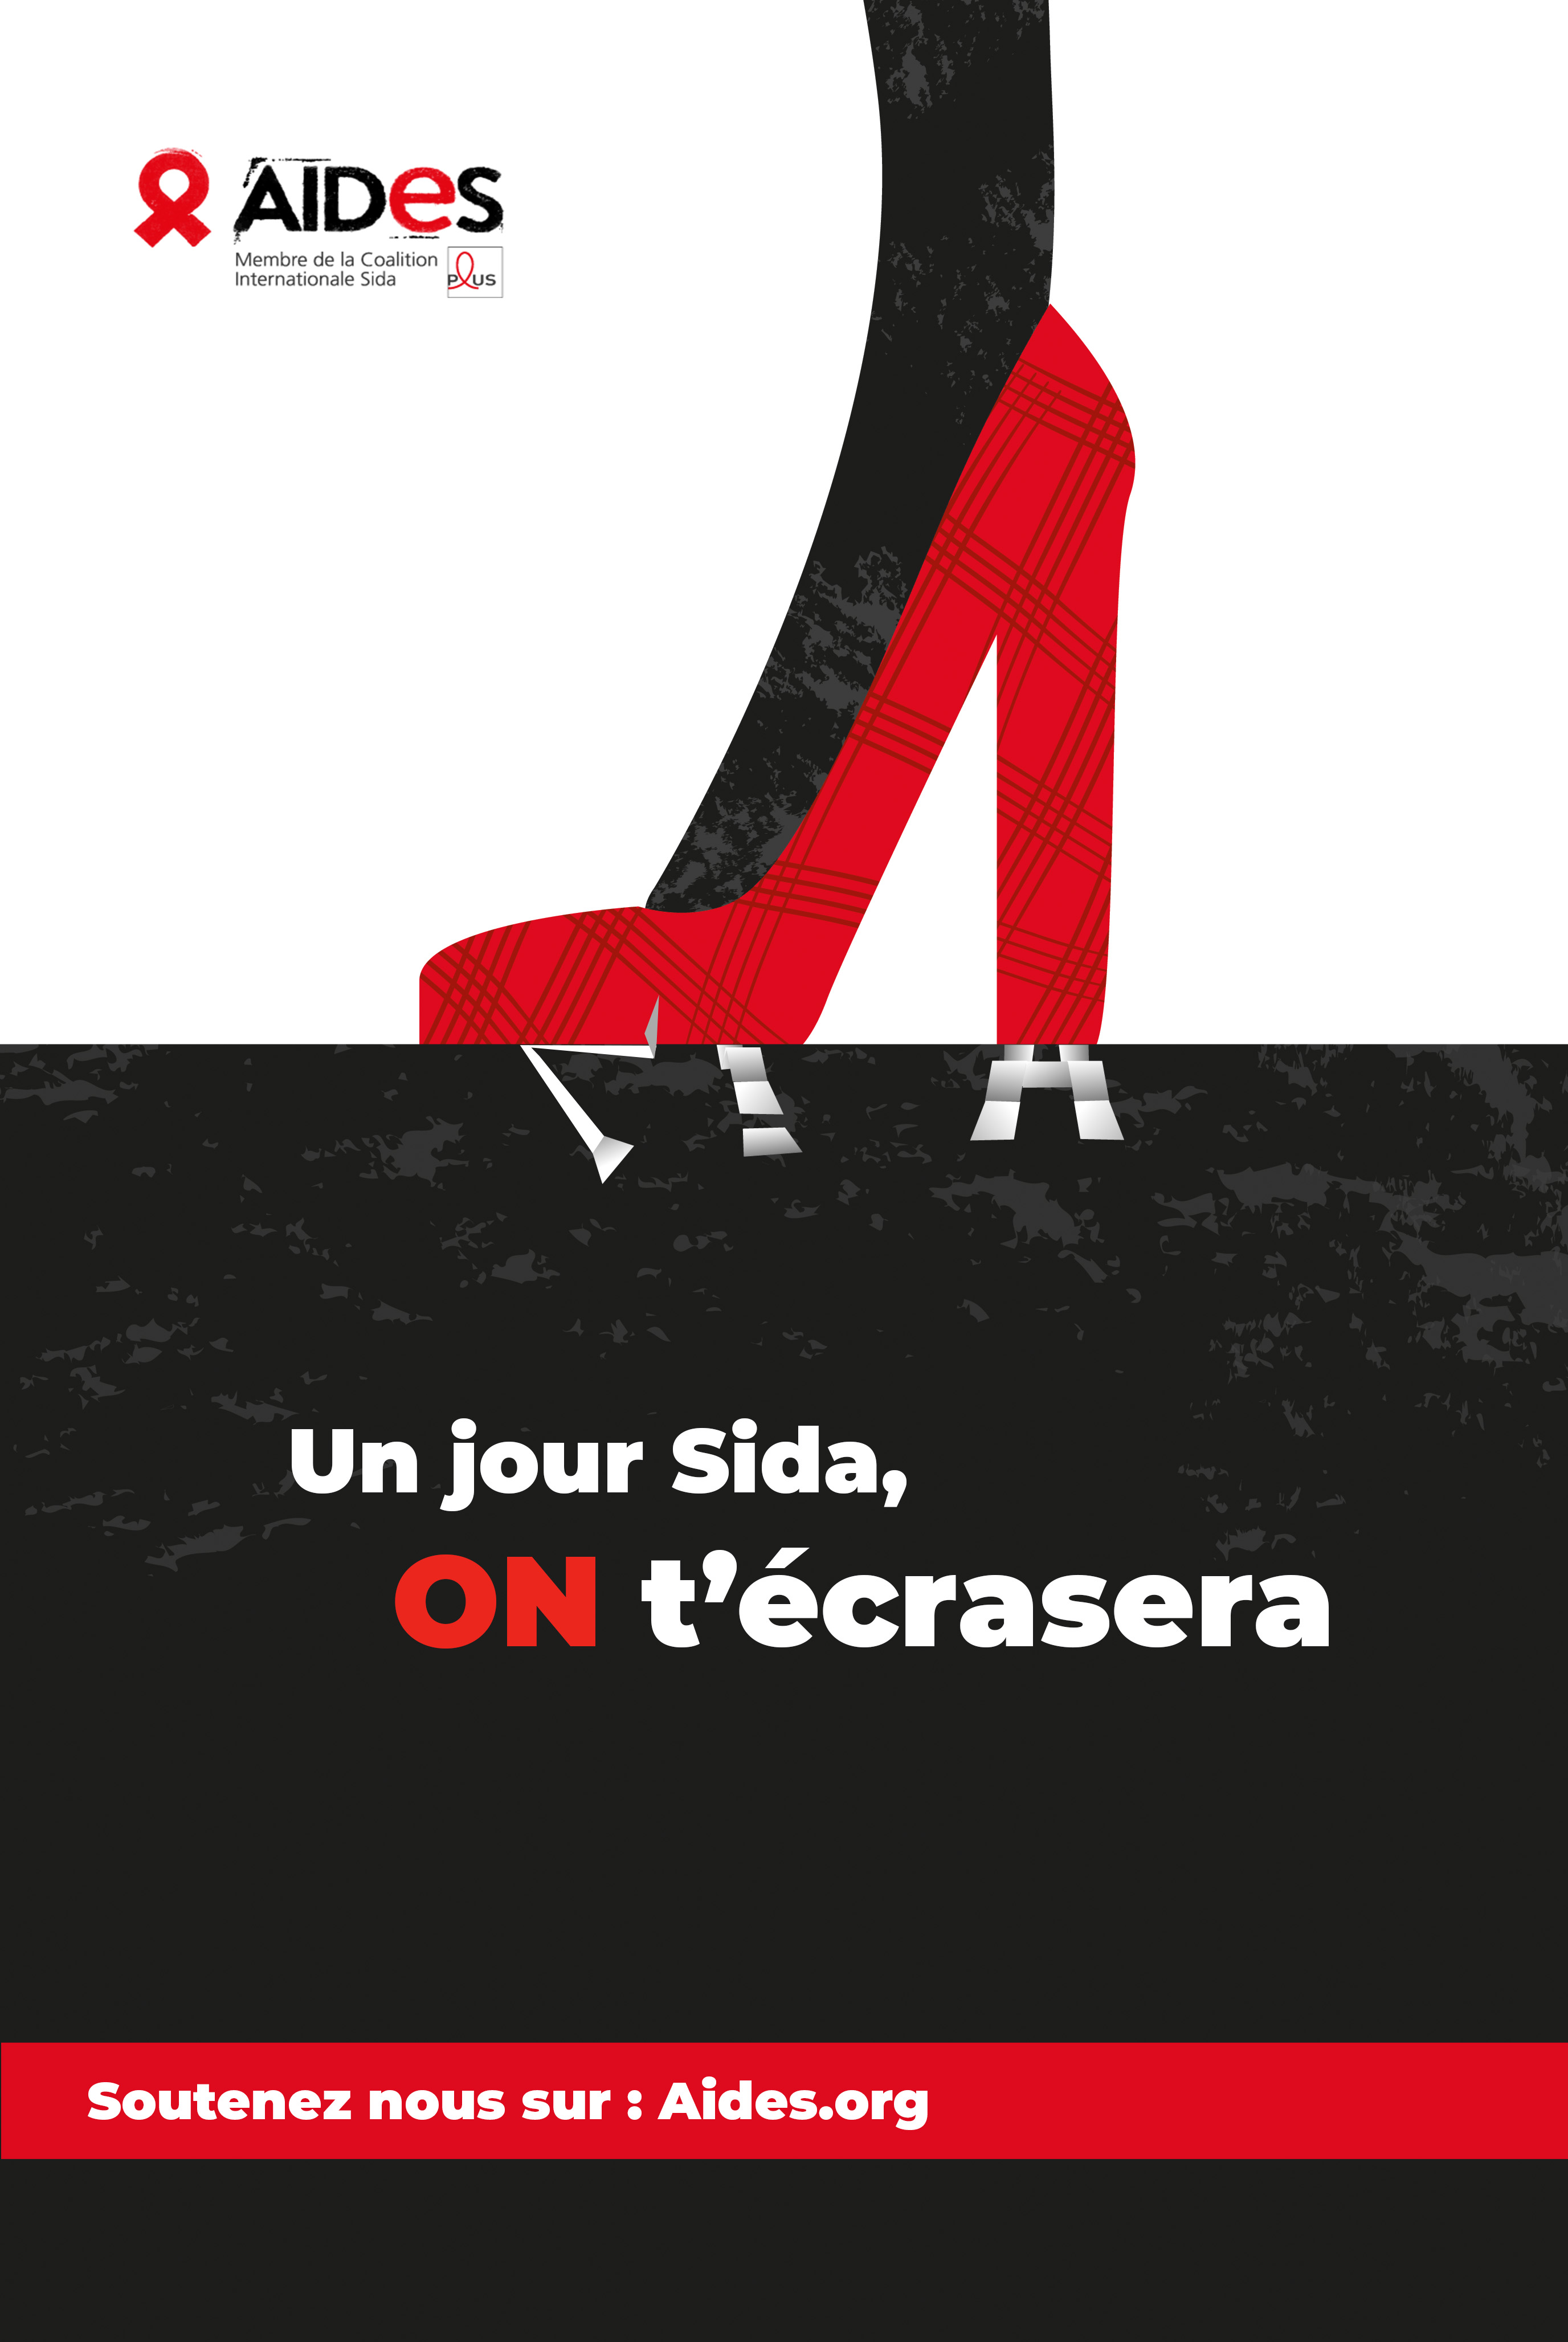 AIDes
Membre de la Coalition
Internationale Sida
PLUS
Un jour Sida,
ON t’écrasera
Soutenez nous sur : Aides.org